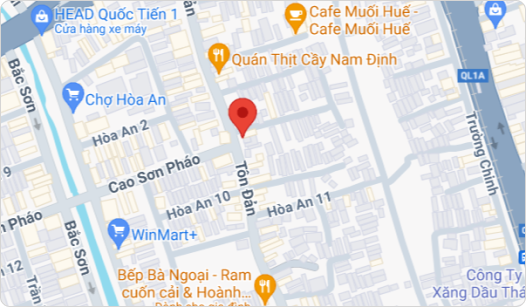 HEAD Quốc Tiến 1
Cửa hàng xe máy
Cafe Muối Huế -
Cafe Muối Huế
Quán Thịt Cầy Nam Định
Bắc Sơn
Chợ Hòa An
QL1A
Hòa An 2
Trường Chinh
9
Cao Sơn Pháo
Tôn Đản
n Pháo
Hòa An 10
Hòa An 11
Bắc Sơn
WinMart+
12
Trần
Bếp Bà Ngoại - Ram
cuốn cải & Hoành...
Công Ty
Xăng Dầu Thà